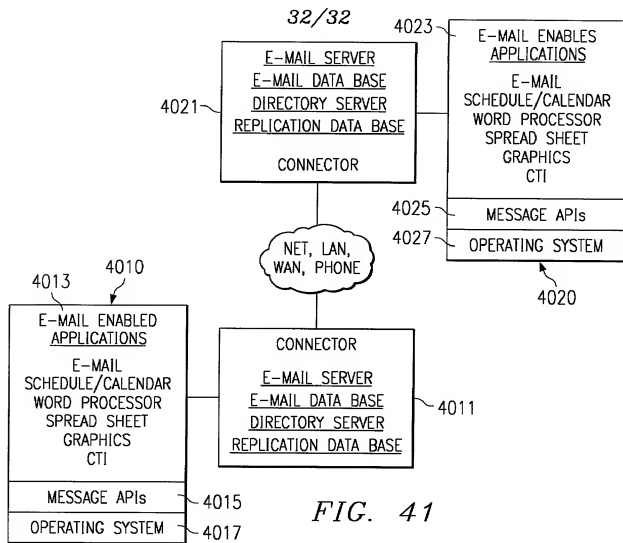 32/32
E-MAIL SERVER
E-MAIL DATA BASE
DIRECTORY SERVER
REPLICATION DATA BASE
CONNECTOR
4021
4023
E-MAIL ENABLES
APPLICATIONS
E-MAIL
SCHEDULE/CALENDAR
WORD PROCESSOR
SPREAD SHEET
GRAPHICS
CTI
4025
MESSAGE APIs
4027
OPERATING SYSTEM
4020
NET, LAN,
WAN, PHONE
4013
4010
E-MAIL ENABLED
APPLICATIONS
E-MAIL
SCHEDULE/CALENDAR
WORD PROCESSOR
SPREAD SHEET
GRAPHICS
CTI
MESSAGE APIs
4015
OPERATING SYSTEM
4017
CONNECTOR
E-MAIL SERVER
E-MAIL DATA BASE
DIRECTORY SERVER
REPLICATION DATA BASE
4011
FIG. 41